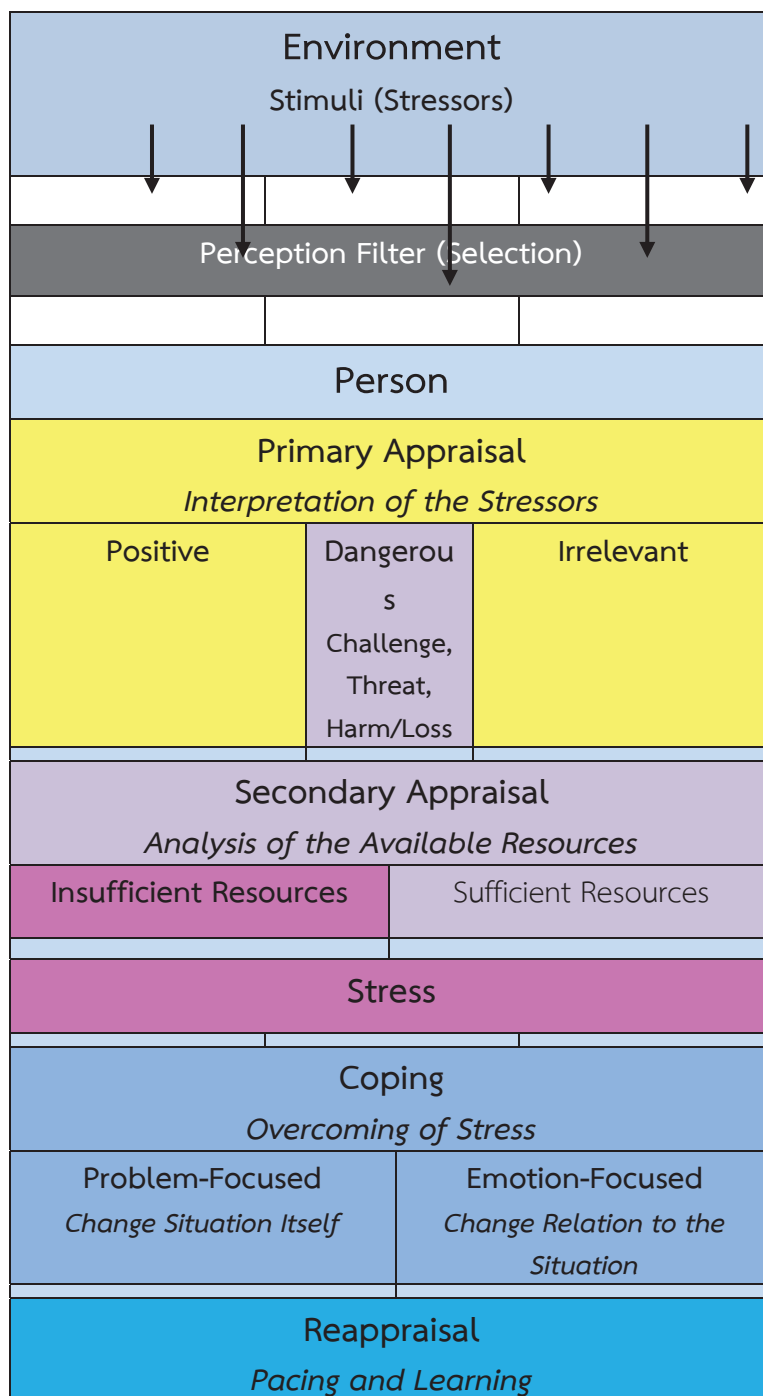 Environment
Stimuli (Stressors)
Perception Filter (Selection)
Person
Primary Appraisal
Interpretation of the Stressors
Positive
Dangerou
s
Challenge,
Threat,
Harm/Loss
Irrelevant
Secondary Appraisal
Analysis of the Available Resources
Insufficient Resources
Sufficient Resources
Stress
Coping
Overcoming of Stress
Problem-Focused
Change Situation Itself
Emotion-Focused
Change Relation to the
Situation
Reappraisal
Pacing and Learning